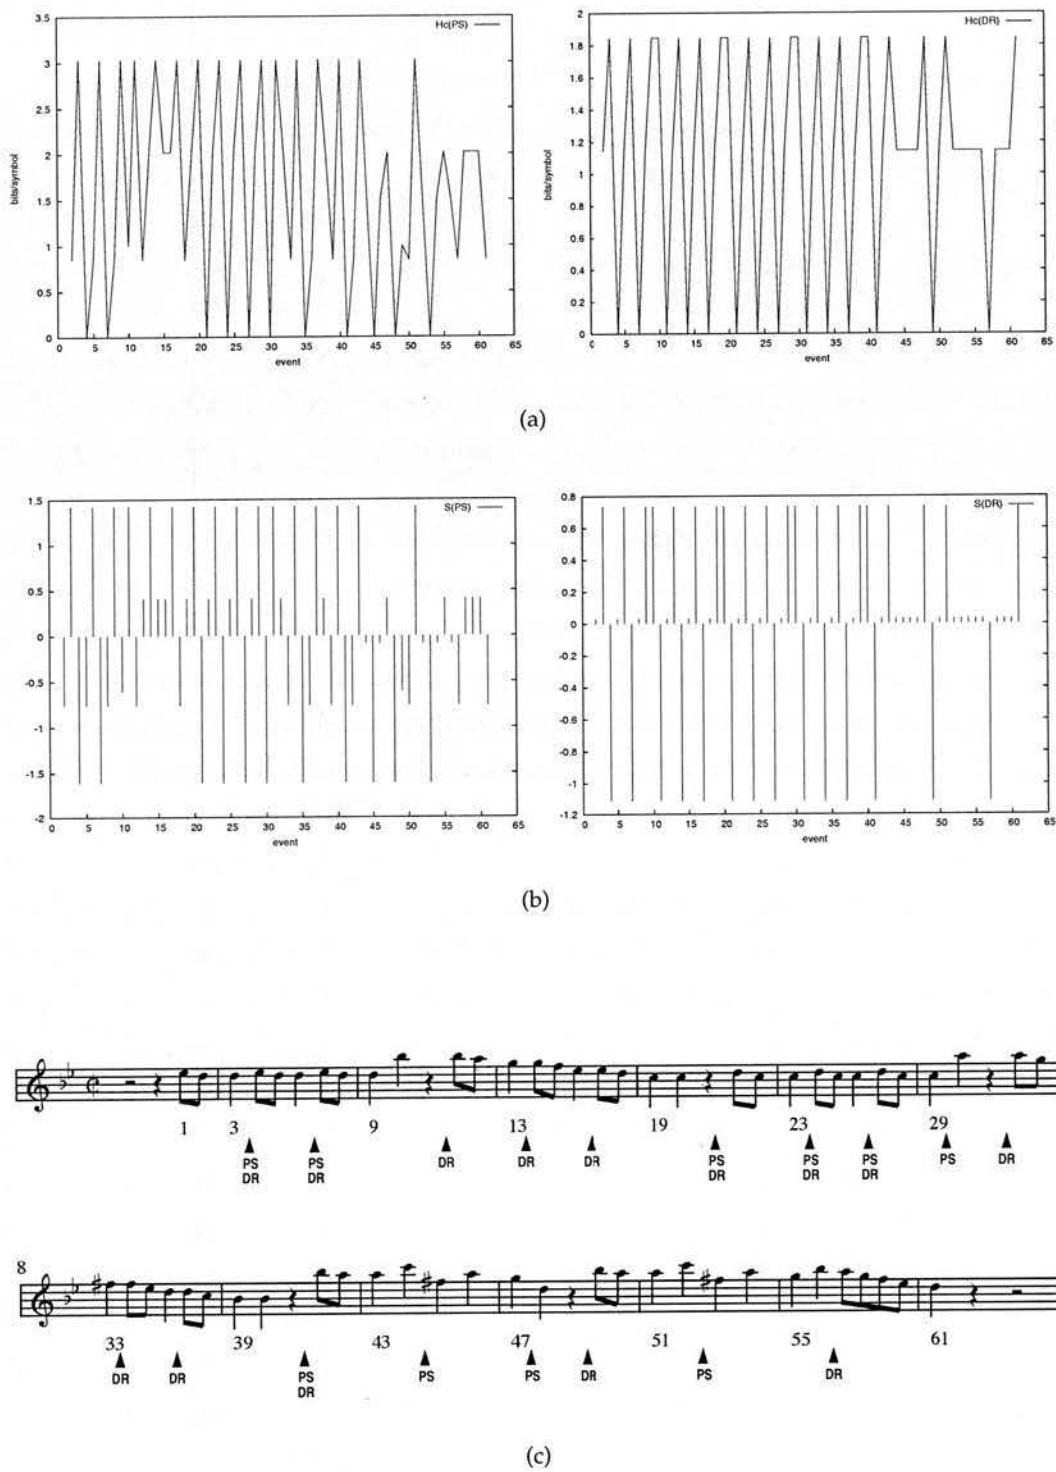 Hc(PS)
3.5
3
2.5
2
1.5
1
0.5
0
bits/symbol
0 5 10 15 20 25 30 35 40 45 50 55 60 65
event
Hc(DR)
2
1.8
1.6
1.4
1.2
1
0.8
0.6
0.4
0.2
0
bits/symbol
0 5 10 15 20 25 30 35 40 45 50 55 60 65
event
(a)
S(PS)
1.5
1
0.5
0
-0.5
-1
-1.5
-2
0 5 10 15 20 25 30 35 40 45 50 55 60 65
event
S(DR)
0.8
0.6
0.4
0.2
0
-0.2
-0.4
-0.6
-0.8
-1
-1.2
0 5 10 15 20 25 30 35 40 45 50 55 60 65
event
(b)
1 3 9 13 19 23 29
PS PS DR DR DR PS PS PS PS DR
DR DR DR DR DR
8
33 39 43 47 51 55 61
DR DR PS PS PS DR PS DR
DR
(c)